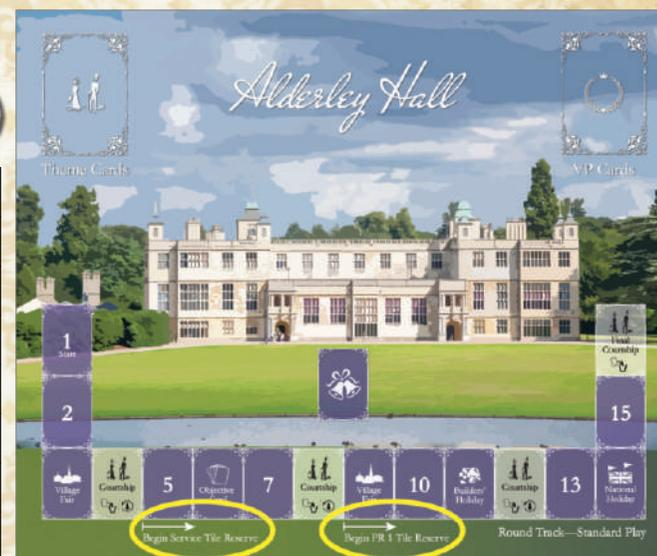 Alderley Hall
Theme Cards
VP Cards
1
Start
2
Village
Fair
Courtship
5
Objective
7
Courtship
Village
Fair
10
Builders'
Holiday
Courtship
13
National
Holiday
15
Final
Courtship
Begin Service Tile Reserve
Begin PR 1 Tile Reserve
Round Track—Standard Play